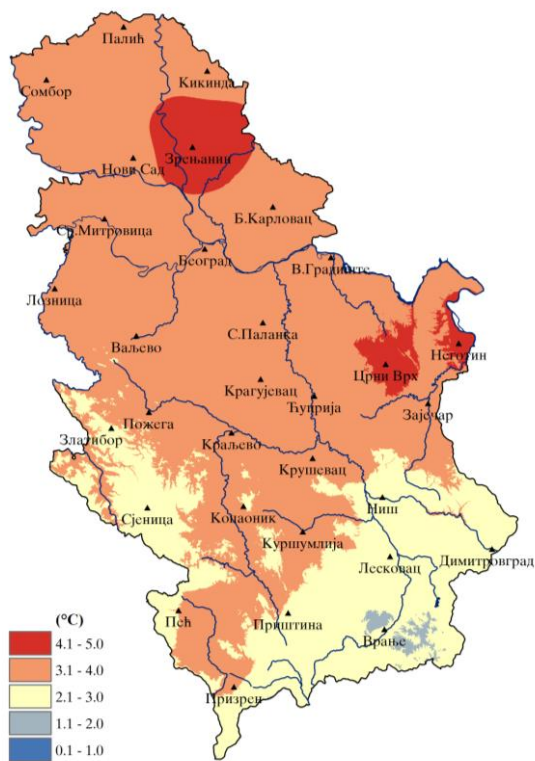 Палић
Кикинда
Сомбор
Зрењанин
Нови Сад
Б.Карловац
Ср.Митровица
Београд
В.Градиште
Лозница
С.Паланка
Ваљево
Неготин
Црни Врх
Крагујевац
Ћуприја
Зајечар
Пожега
Златибор
Краљево
Крушевац
Ниш
Сјеница
Копаоник
Куршумлија
Димитровград
Лесковац
Пећ
Приштина
Врање
Призрен
(°C)
4.1 - 5.0
3.1 - 4.0
2.1 - 3.0
1.1 - 2.0
0.1 - 1.0